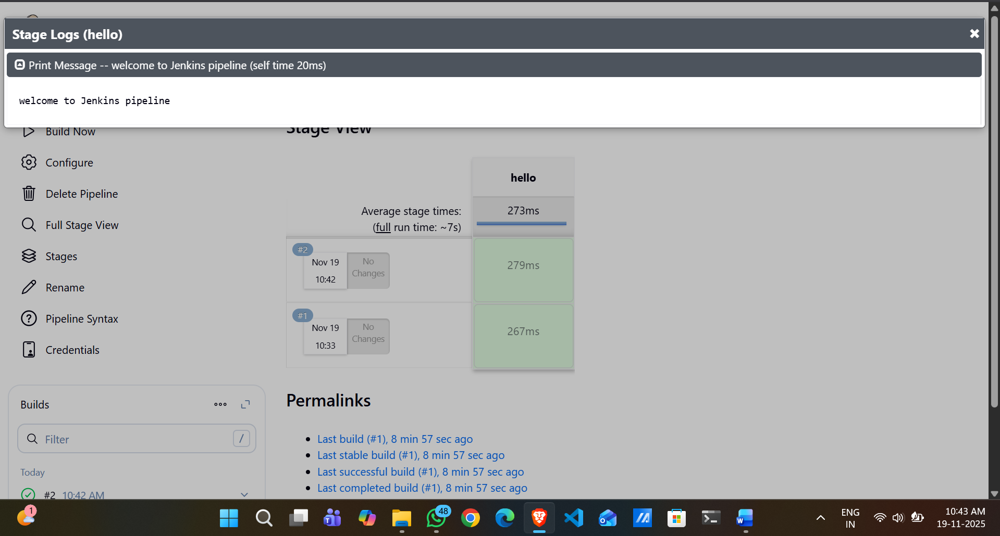 Stage Logs (hello)
Print Message -- welcome to Jenkins pipeline (self time 20ms)
welcome to Jenkins pipeline
Stage View
Build Now
Configure
Delete Pipeline
Full Stage View
Stages
Rename
Pipeline Syntax
Credentials
hello
Average stage times:
273ms
(full run time: ~7s)
#2
Nov 19
10:42
No
Changes
279ms
#1
Nov 19
10:33
No
Changes
267ms
Builds
Filter
/
Today
#2 10:42 AM
Permalinks
Last build (#1), 8 min 57 sec ago
Last stable build (#1), 8 min 57 sec ago
Last successful build (#1), 8 min 57 sec ago
Last completed build (#1), 8 min 57 sec ago
1
T
48
O
W
ENG
IN
10:43 AM
19-11-2025